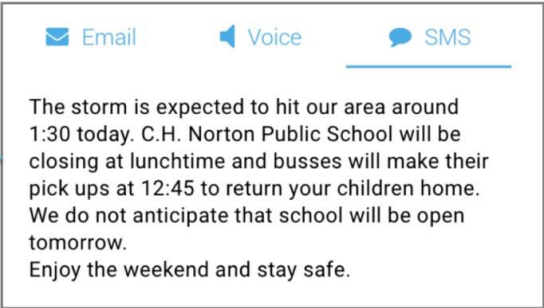 Email Voice SMS
The storm is expected to hit our area around
1:30 today. C.H. Norton Public School will be
closing at lunchtime and busses will make their
pick ups at 12:45 to return your children home.
We do not anticipate that school will be open
tomorrow.
Enjoy the weekend and stay safe.